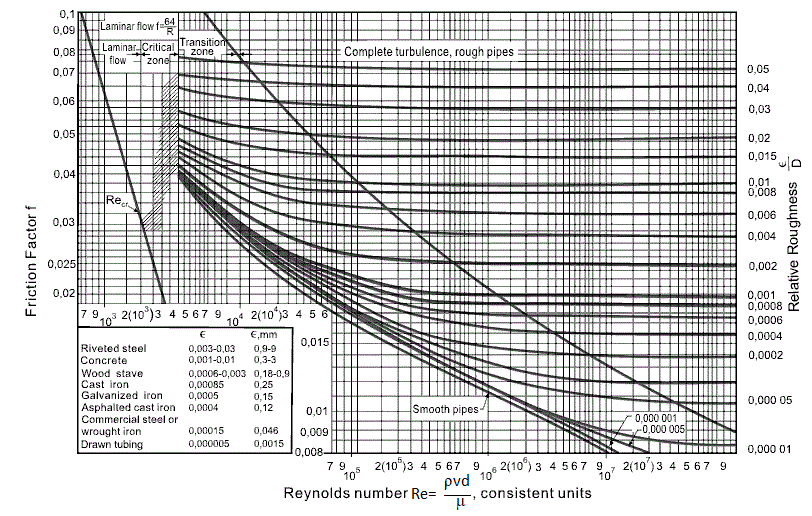 0,1
0,09
0,08
0,07
0,06
0,05
0,04
0,03
0,025
0,02
Friction Factor f
Laminar flow f=64/R
Laminar flow
Critical zone
Transition zone
Complete turbulence, rough pipes
Re cr
0,05
0,04
0,03
0,02
0,015
0,01
0,008
0,006
0,004
0,002
0,001
0,0008
0,0006
0,0004
0,0002
0,000 05
0,000 01
Relative Roughness ϵ/D
7 9 10³ 2(10³) 3 4 5 6 7 9 10⁴ 2(10⁴) 3 4 5 6
0,015
0,01
0,009
0,008
Smooth pipes
0,000 001
0,000 005
ϵ ϵ,mm
Riveted steel 0,003-0,03 0,9-9
Concrete 0,001-0,01 0,3-3
Wood stave 0,0006-0,003 0,18-0,9
Cast iron 0,00085 0,25
Galvanized iron 0,0005 0,15
Asphalted cast iron 0,0004 0,12
Commercial steel or
wrought iron 0,00015 0,046
Drawn tubing 0,000005 0,0015
7 9 10⁵ 2(10⁵) 3 4 5 6 7 9 10⁶ 2(10⁶) 3 4 5 6 7 9 10⁷ 2(10⁷) 3 4 5 6 7 9
Reynolds number Re= ρvd/μ, consistent units